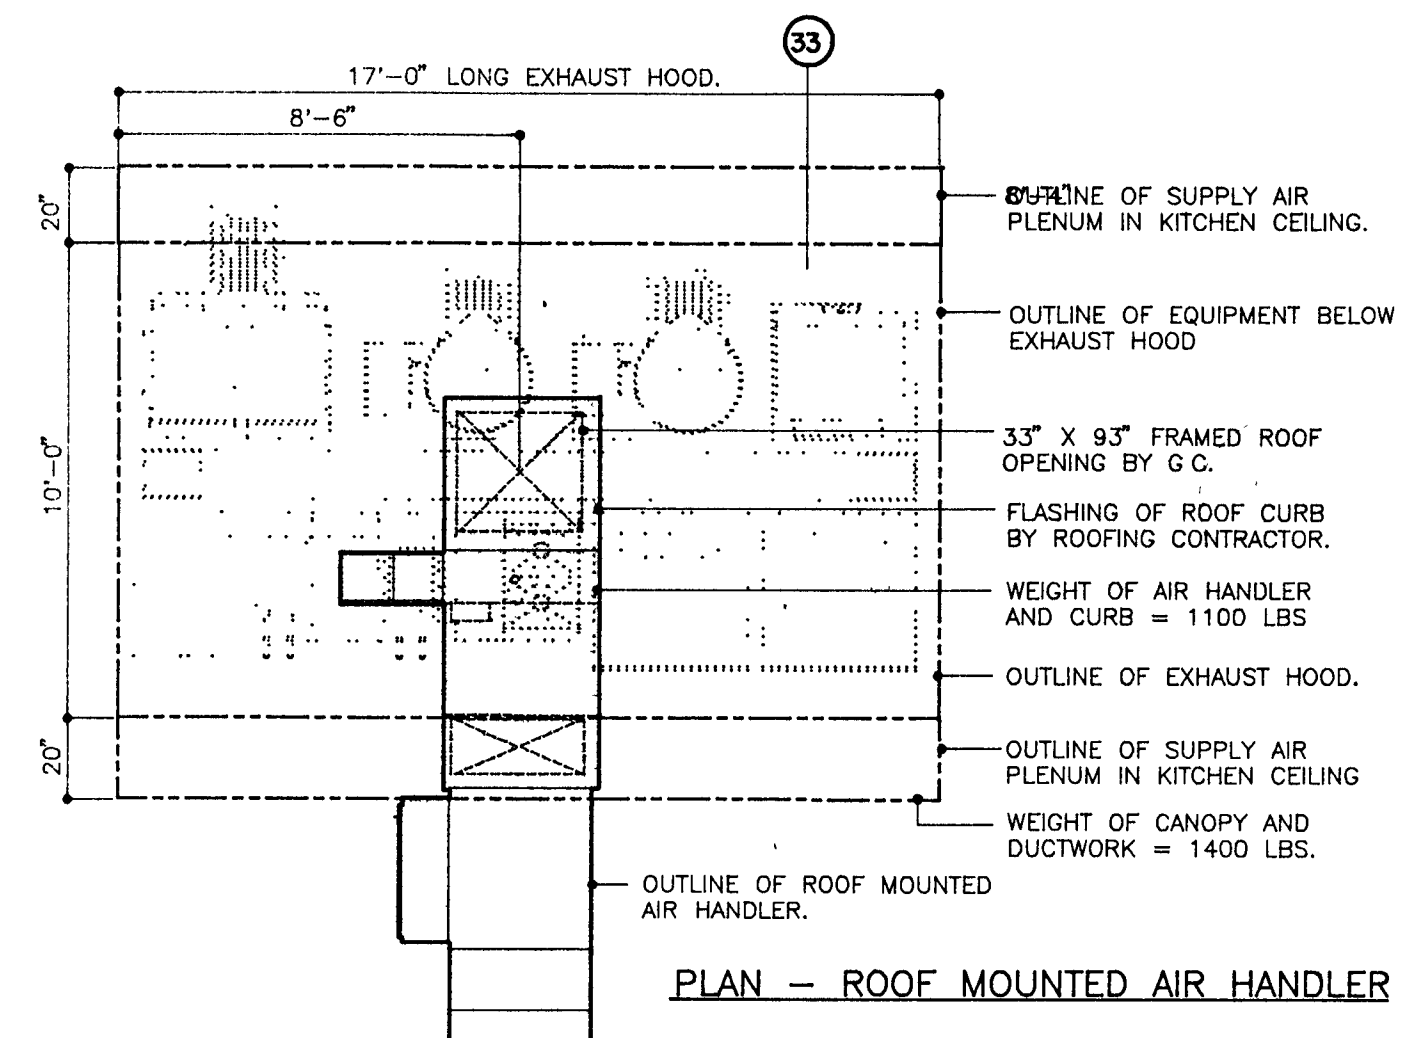 33
17'-0" LONG EXHAUST HOOD.
8'-6"
20"
8'-4"
OUTLINE OF SUPPLY AIR
PLENUM IN KITCHEN CEILING.
OUTLINE OF EQUIPMENT BELOW
EXHAUST HOOD
10'-0"
33" X 93" FRAMED ROOF
OPENING BY G C.
FLASHING OF ROOF CURB
BY ROOFING CONTRACTOR.
WEIGHT OF AIR HANDLER
AND CURB = 1100 LBS
OUTLINE OF EXHAUST HOOD.
20"
OUTLINE OF SUPPLY AIR
PLENUM IN KITCHEN CEILING
WEIGHT OF CANOPY AND
DUCTWORK = 1400 LBS.
OUTLINE OF ROOF MOUNTED
AIR HANDLER.
PLAN – ROOF MOUNTED AIR HANDLER